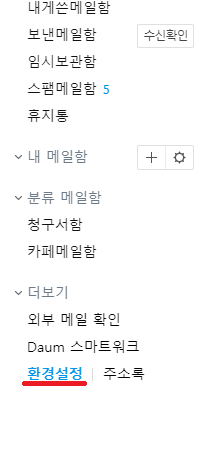 내게쓴메일함
보낸메일함 수신확인
임시보관함
스팸메일함 5
휴지통
내 메일함
분류 메일함
청구서함
카페메일함
더보기
외부 메일 확인
Daum 스마트워크
환경설정 | 주소록